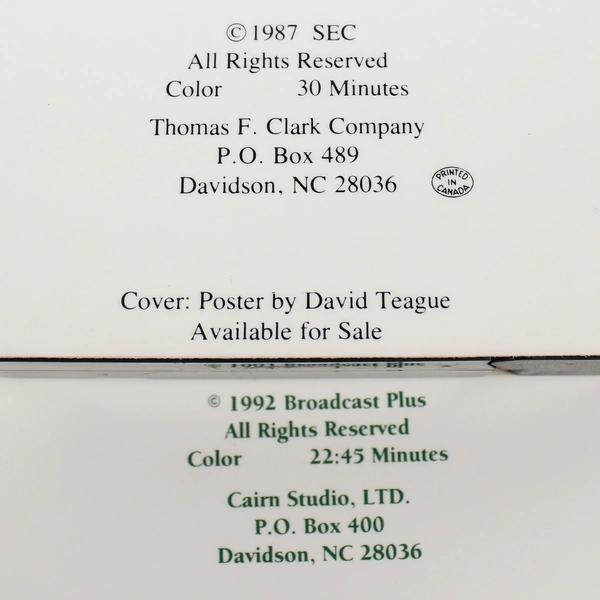 © 1987 SEC
All Rights Reserved
Color 30 Minutes
Thomas F. Clark Company
P.O. Box 489
Davidson, NC 28036
PRINTED
IN
CANADA
Cover: Poster by David Teague
Available for Sale
© 1992 Broadcast Plus
All Rights Reserved
Color 22:45 Minutes
Cairn Studio, LTD.
P.O. Box 400
Davidson, NC 28036